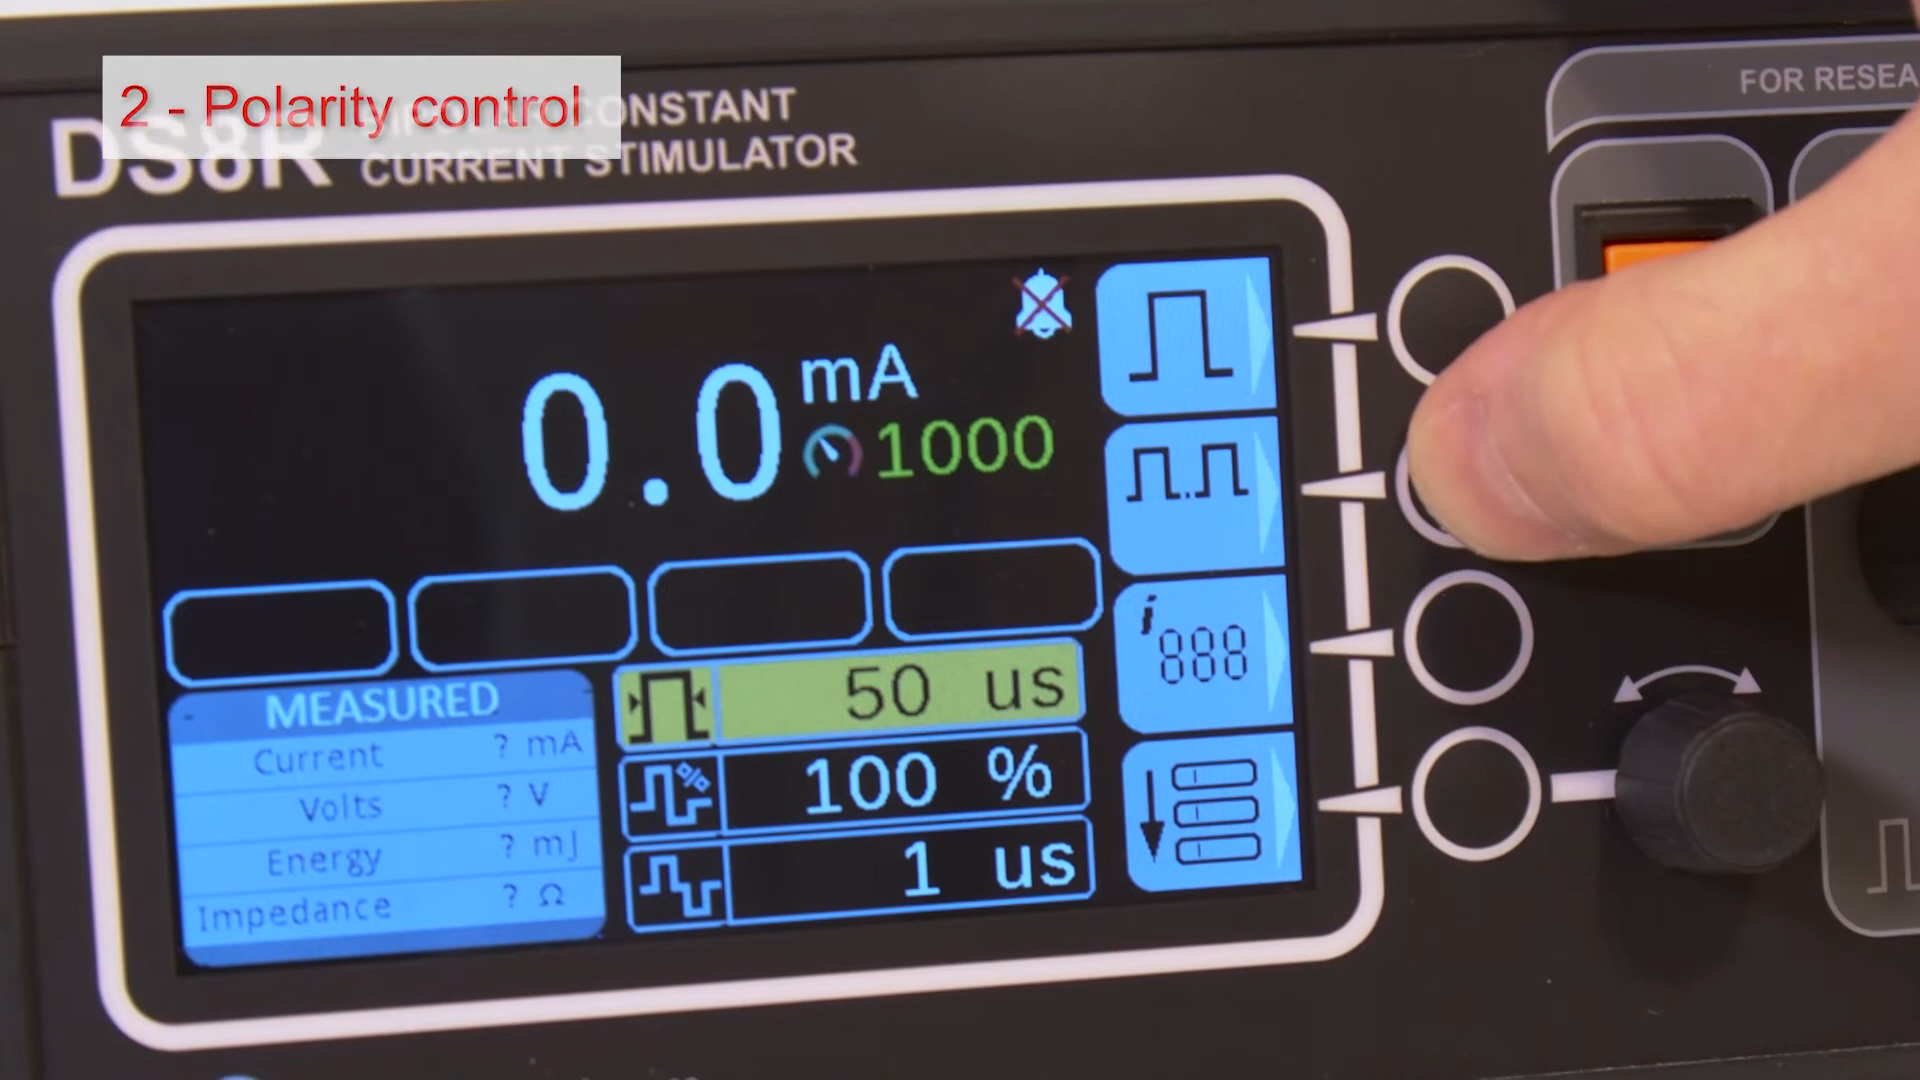 2 - Polarity control
FOR RESEA
DS8R
CONSTANT
CURRENT STIMULATOR
0.0 mA
1000
i
888
MEASURED
Current ? mA
Volts ? V
Energy ? mJ
Impedance ? Ω
50 us
% 100 %
1 us